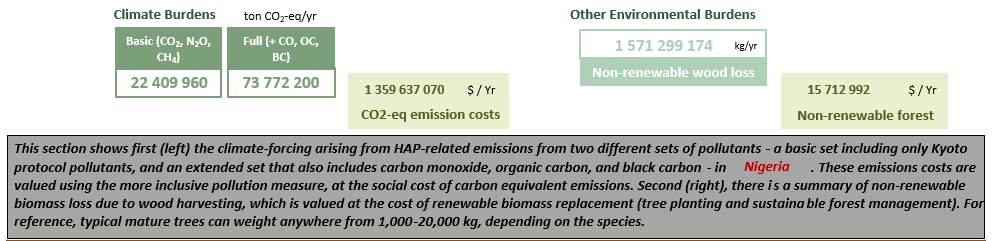 Climate Burdens ton CO₂-eq/yr Other Environmental Burdens
Basic (CO₂, N₂O, CH₄)
Full (+ CO, OC, BC)
22 409 960 73 772 200
1 359 637 070 $ / Yr
CO2-eq emission costs
1 571 299 174 kg/yr
Non-renewable wood loss
15 712 992 $ / Yr
Non-renewable forest
This section shows first (left) the climate-forcing arising from HAP-related emissions from two different sets of pollutants - a basic set including only Kyoto
protocol pollutants, and an extended set that also includes carbon monoxide, organic carbon, and black carbon - in Nigeria . These emissions costs are
valued using the more inclusive pollution measure, at the social cost of carbon equivalent emissions. Second (right), there is a summary of non-renewable
biomass loss due to wood harvesting, which is valued at the cost of renewable biomass replacement (tree planting and sustainable forest management). For
reference, typical mature trees can weight anywhere from 1,000-20,000 kg, depending on the species.